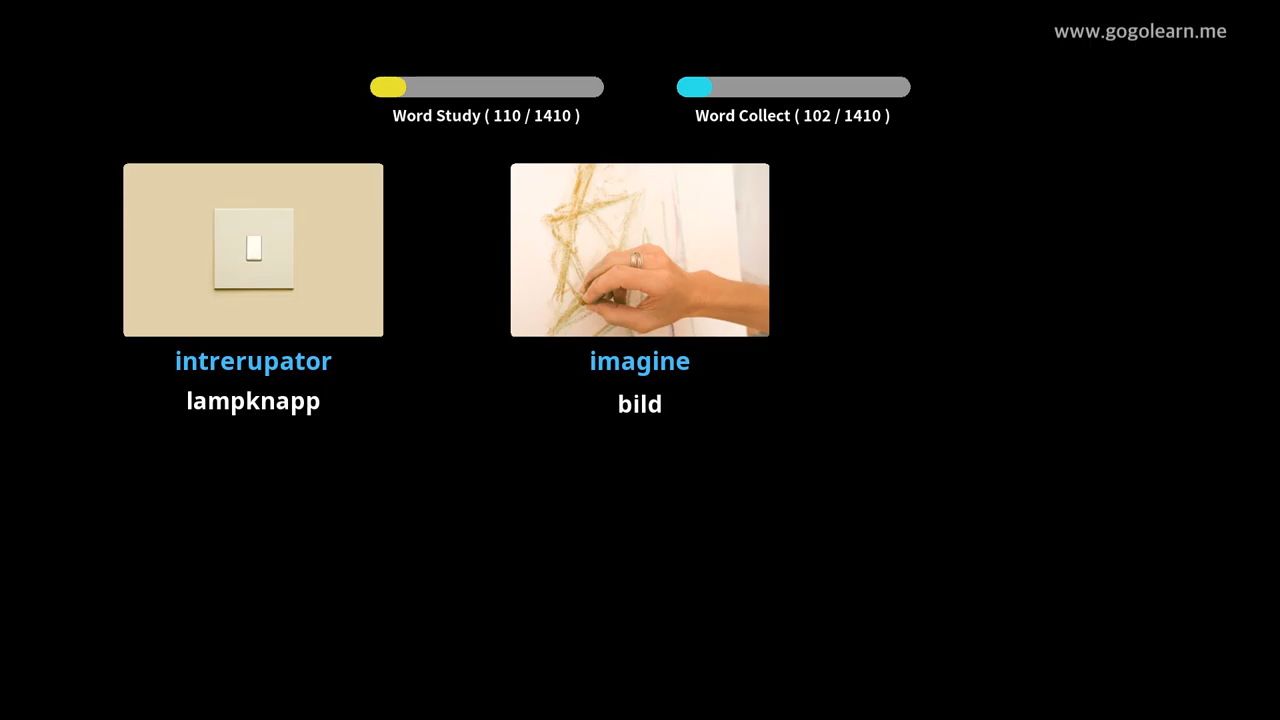 www.gogolearn.me
Word Study ( 110 / 1410 )
Word Collect ( 102 / 1410 )
intrerupator
lampknapp
imagine
bild